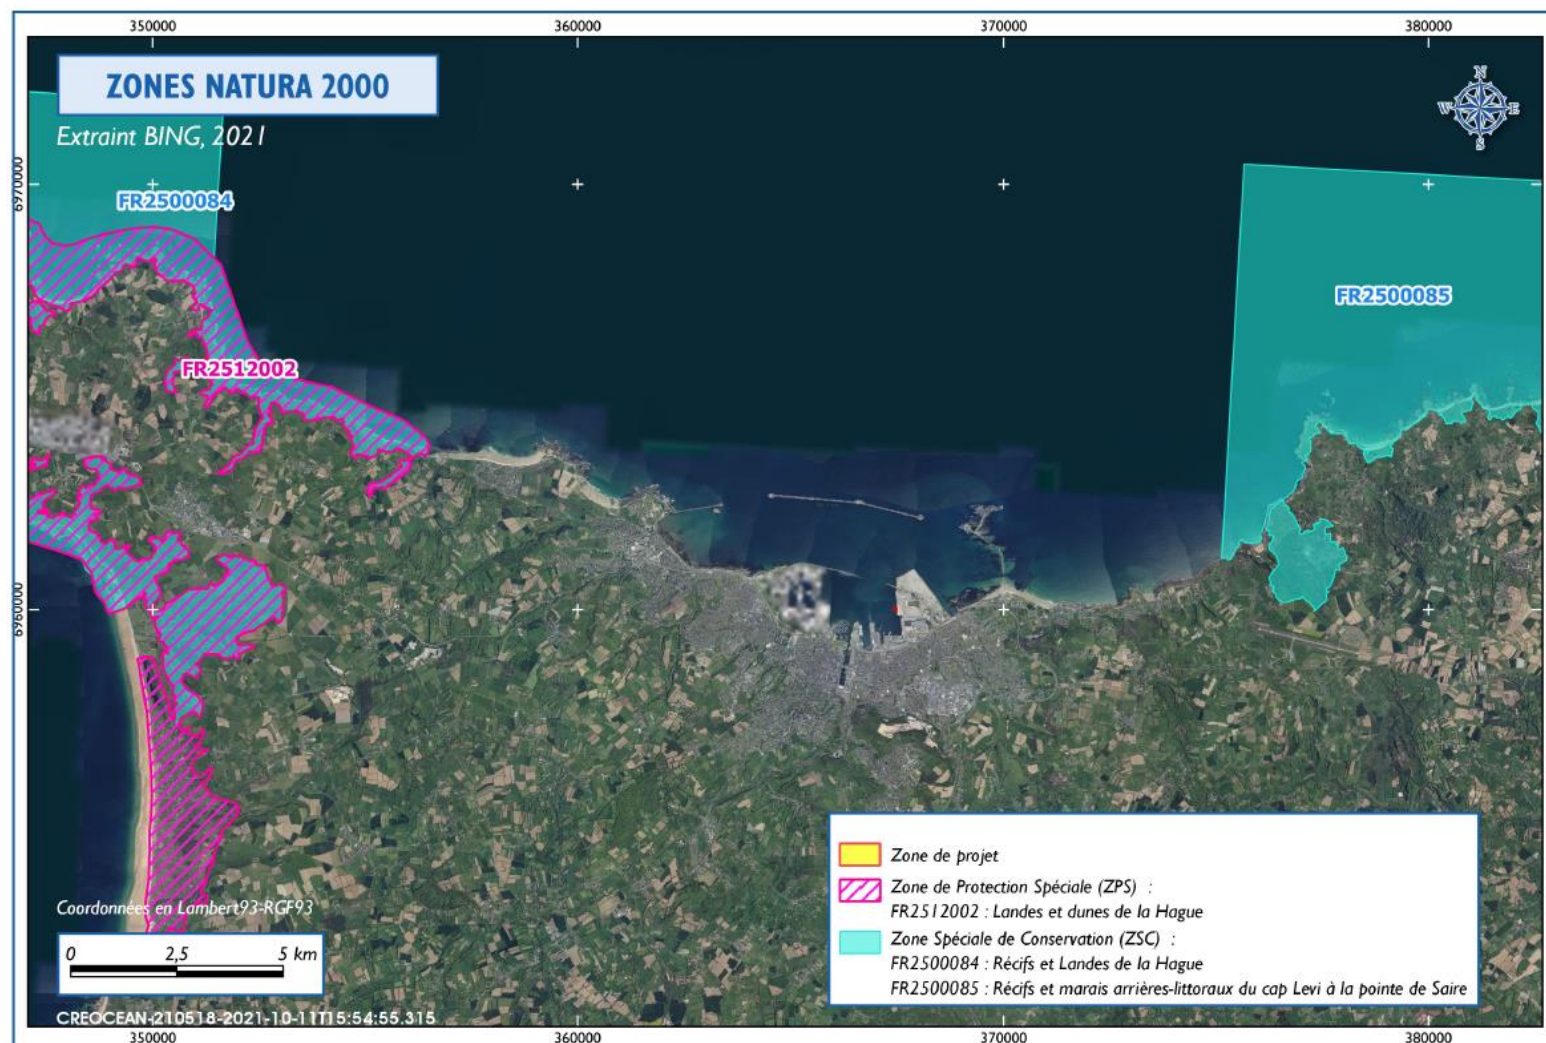 350000
360000
370000
380000
ZONES NATURA 2000
Extraint BING, 2021
N
W
E
S
6970000
FR2500084
FR2500085
FR2512002
6960000
Zone de projet
Zone de Protection Spéciale (ZPS) :
FR2512002 : Landes et dunes de la Hague
Zone Spéciale de Conservation (ZSC) :
FR2500084 : Récifs et Landes de la Hague
FR2500085 : Récifs et marais arrières-littoraux du cap Levi à la pointe de Saire
Coordonnées en Lambert93-RGF93
0 2,5 5 km
CREOCEAN-210518-2021-10-11T15:54:55.315
350000
360000
370000
380000